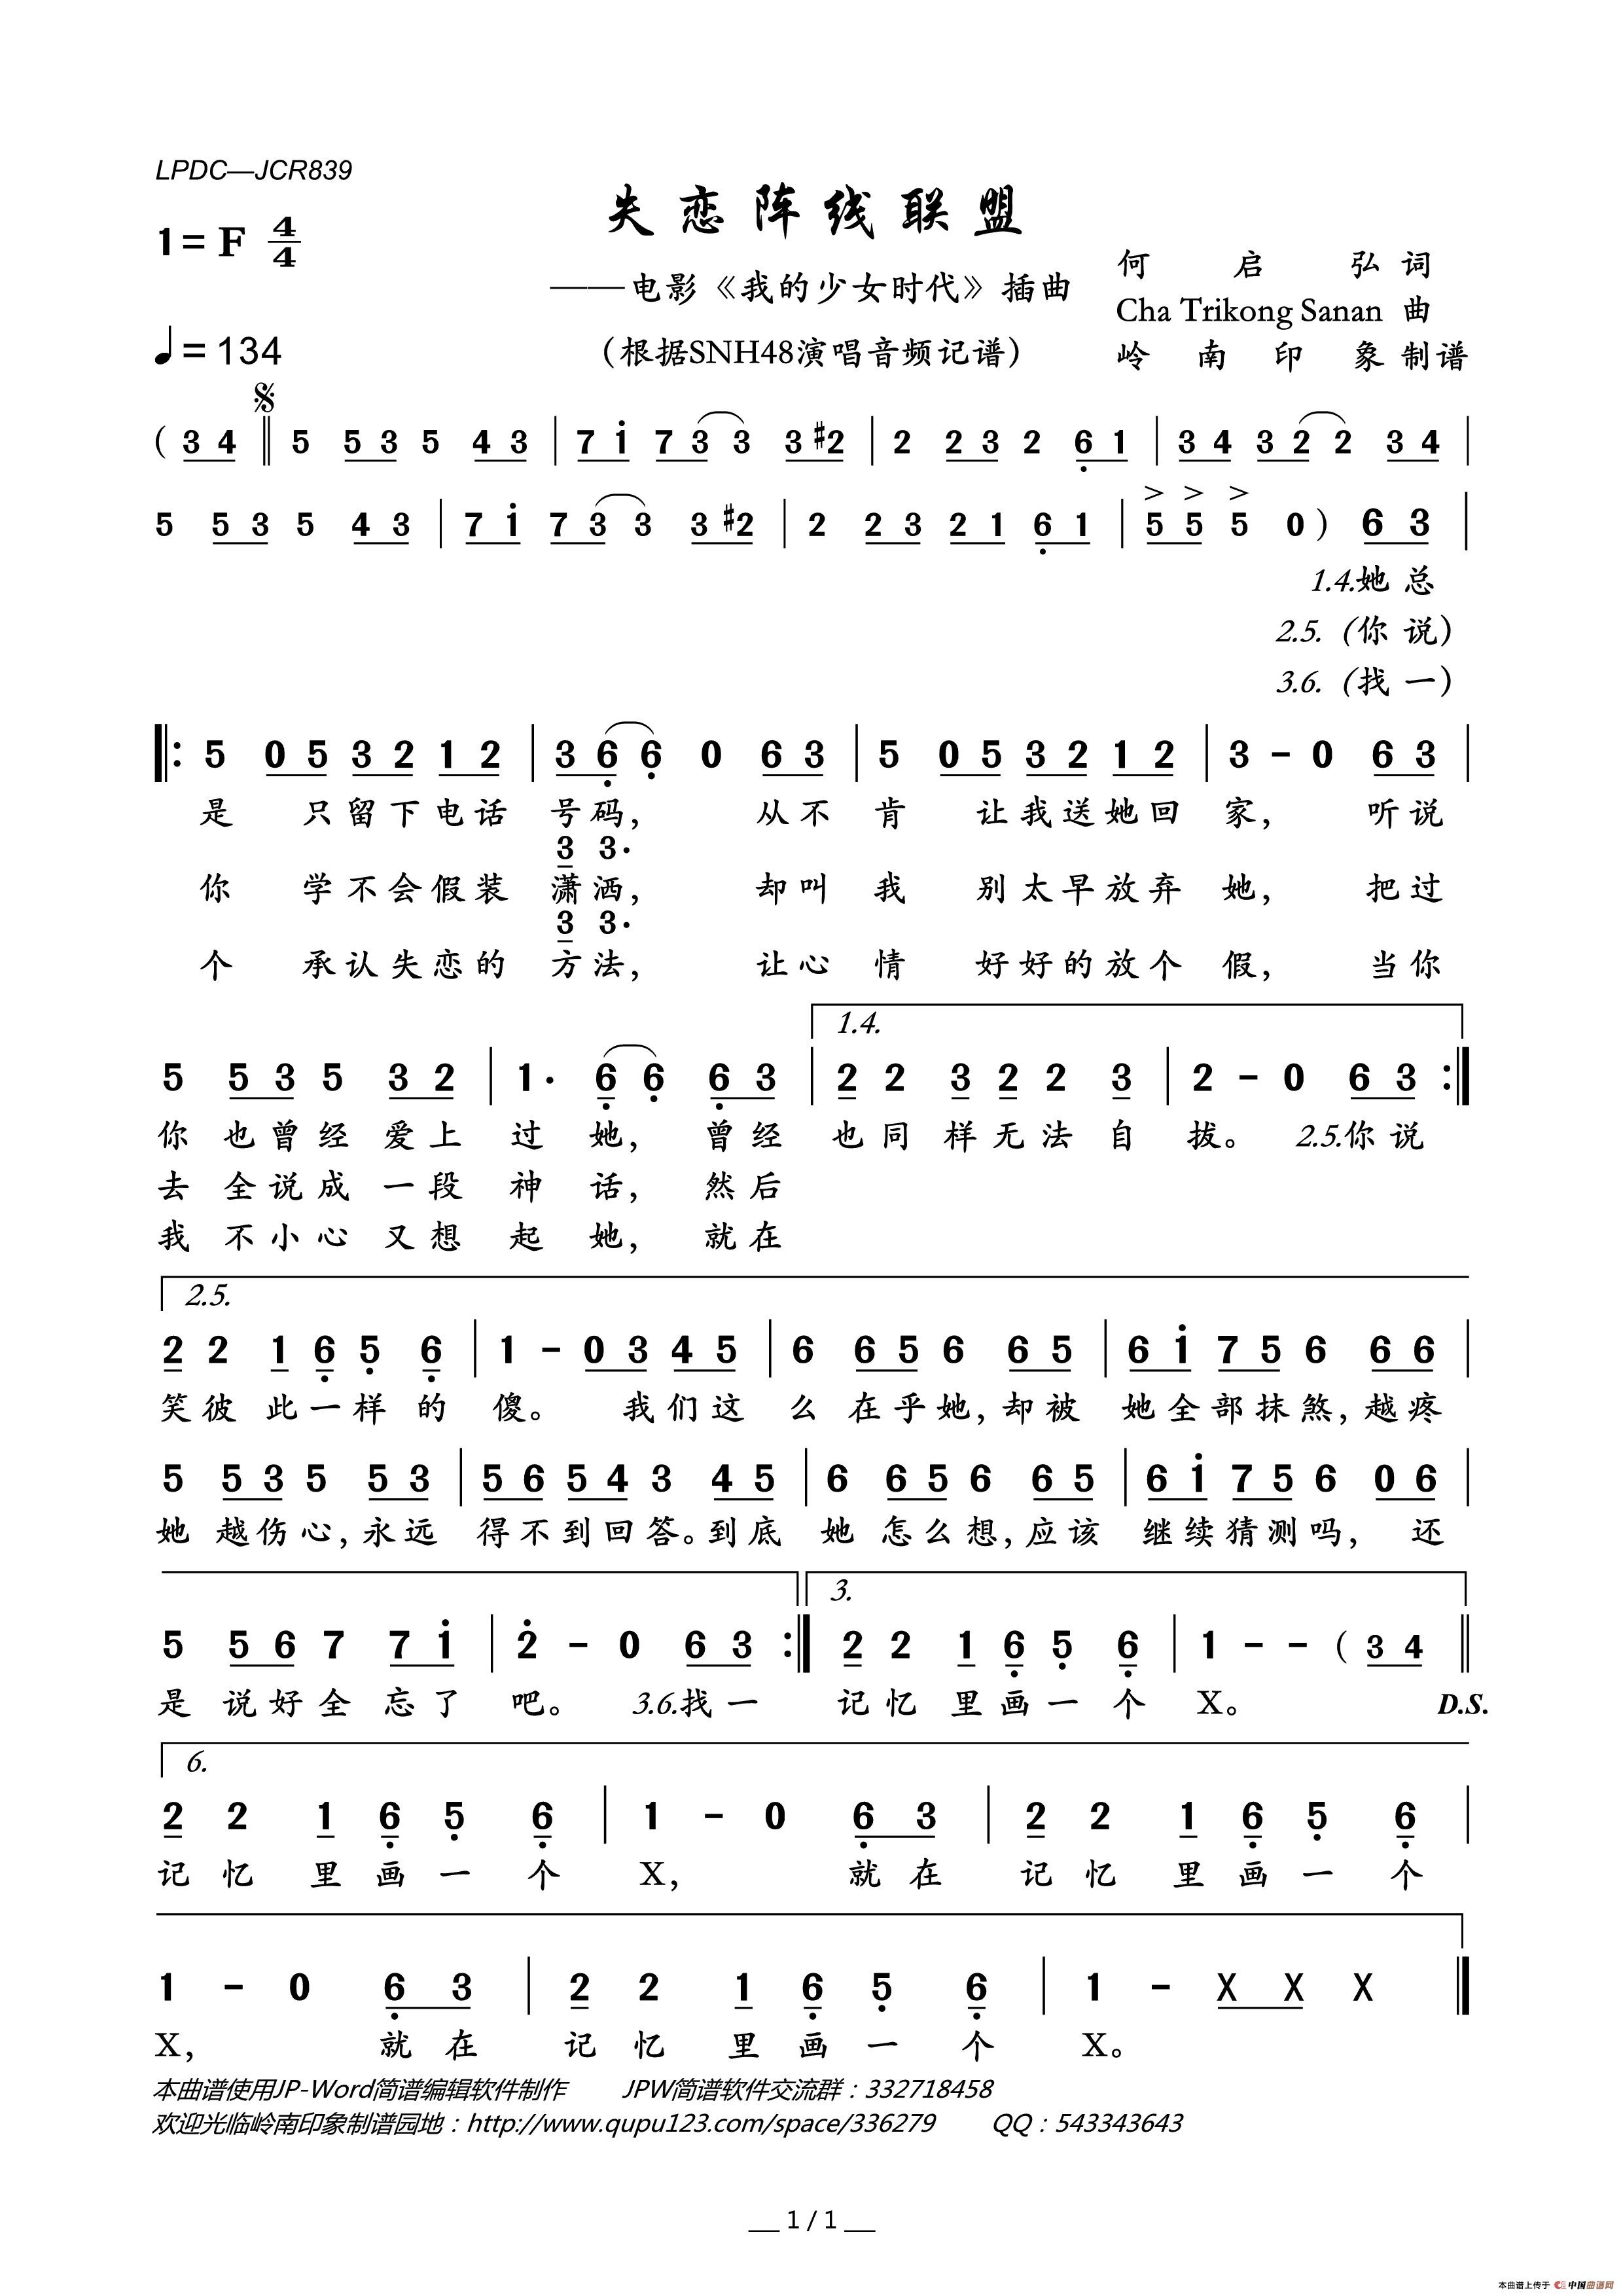 LPDC—JCR839
失恋阵线联盟
1=F 4/4
——电影《我的少女时代》插曲
何启弘 词
Cha Trikong Sanan 曲
♩=134
（根据SNH48演唱音频记谱）
岭南印象 制谱
( 3 4 || 5 5 3 5 4 3 | 7 i 7 3 3 3 #2 | 2 2 3 2 6 1 | 3 4 3 2 2 3 4 |
5 5 3 5 4 3 | 7 i 7 3 3 3 #2 | 2 2 3 2 1 6 1 | 5 5 5 0 ) 6 3 |
1.4.她 总
2.5.（你 说）
3.6.（找 一）
|: 5 0 5 3 2 1 2 | 3 6 6 0 6 3 | 5 0 5 3 2 1 2 | 3 - 0 6 3 |
是 只留下电话 号码， 从不 肯 让我送她回 家， 听说
3 3·
你 学不会假装 潇洒， 却叫 我 别太早放弃 她， 把过
3 3·
个 承认失恋的 方法， 让心 情 好好的放个 假， 当你
1.4.
5 5 3 5 3 2 | 1· 6 6 6 3 | 2 2 3 2 2 3 | 2 - 0 6 3 :|
你 也曾经 爱上 过 她， 曾经 也同 样无法 自 拔。 2.5.你说
去 全说成 一段 神 话， 然后
我 不小心 又想 起 她， 就在
2.5.
2 2 1 6 5 6 | 1 - 0 3 4 5 | 6 6 5 6 6 5 | 6 i 7 5 6 6 6 |
笑彼 此一样 的 傻。 我们这 么 在乎她，却被 她全部抹煞，越疼
5 5 3 5 5 3 | 5 6 5 4 3 4 5 | 6 6 5 6 6 5 | 6 i 7 5 6 0 6 |
她 越伤心，永远 得不到回答。到底 她 怎么想，应该 继续猜测吗， 还
3.
5 5 6 7 7 i | 2 - 0 6 3 :| 2 2 1 6 5 6 | 1 - - ( 3 4 ||
是 说好全 忘了 吧。 3.6.找一 记忆 里画一 个 X。 D.S.
6.
2 2 1 6 5 6 | 1 - 0 6 3 | 2 2 1 6 5 6 |
记忆 里画一 个 X， 就在 记忆 里画一 个
1 - 0 6 3 | 2 2 1 6 5 6 | 1 - X X X ||
X， 就在 记忆 里画一 个 X。
本曲谱使用JP-Word简谱编辑软件制作 JPW简谱软件交流群：332718458
欢迎光临岭南印象制谱园地：http://www.qupu123.com/space/336279 QQ：543343643
1 / 1
本曲谱上传于 中国曲谱网